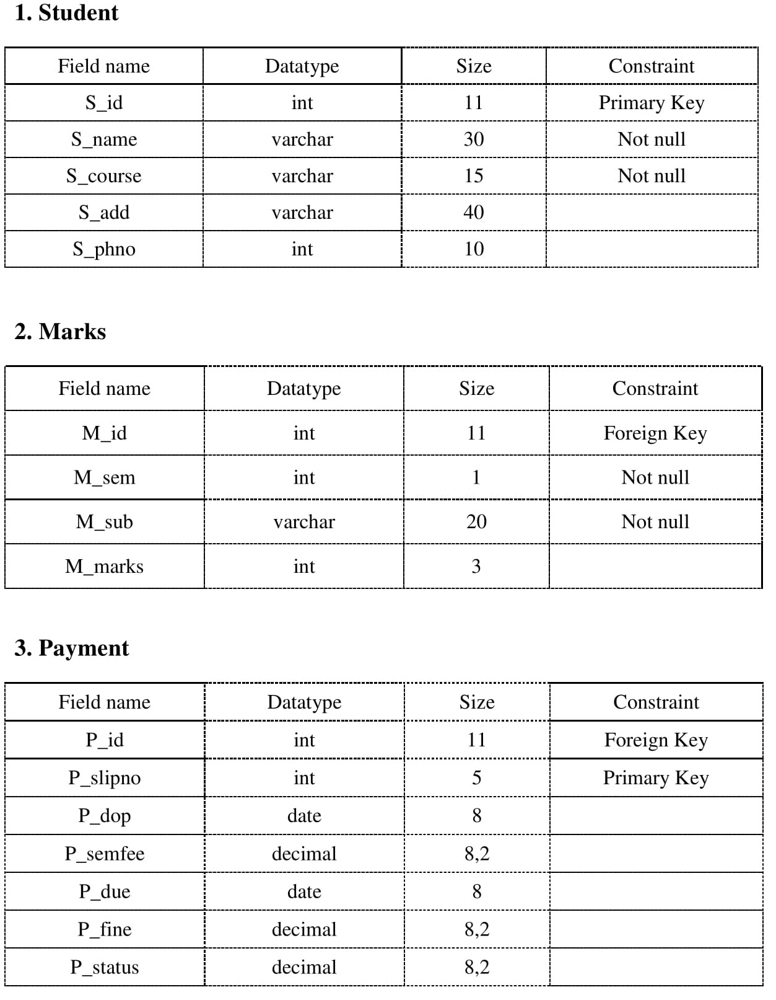 1. Student
Field name Datatype Size Constraint
S_id int 11 Primary Key
S_name varchar 30 Not null
S_course varchar 15 Not null
S_add varchar 40
S_phno int 10
2. Marks
Field name Datatype Size Constraint
M_id int 11 Foreign Key
M_sem int 1 Not null
M_sub varchar 20 Not null
M_marks int 3
3. Payment
Field name Datatype Size Constraint
P_id int 11 Foreign Key
P_slipno int 5 Primary Key
P_dop date 8
P_semfee decimal 8,2
P_due date 8
P_fine decimal 8,2
P_status decimal 8,2